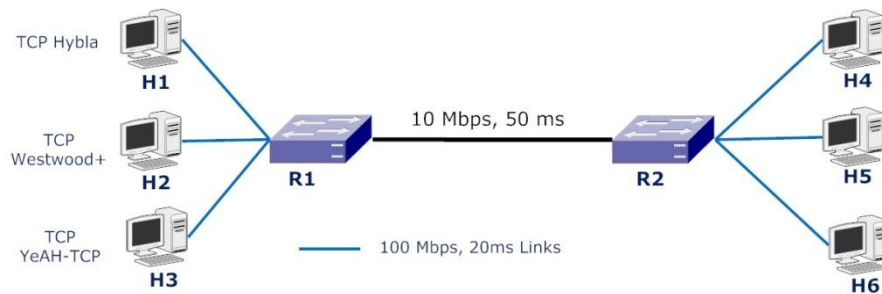 TCP Hybla
H1
TCP
Westwood+
H2
TCP
YeAH-TCP
H3
R1
10 Mbps, 50 ms
R2
H4
H5
H6
100 Mbps, 20ms Links